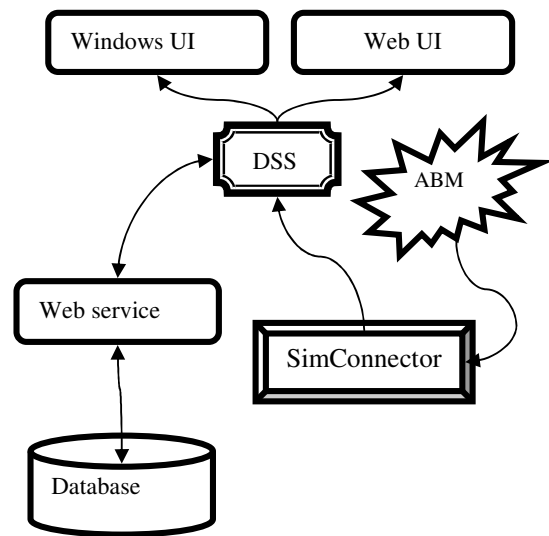 Windows UI
Web UI
DSS
ABM
Web service
SimConnector
Database